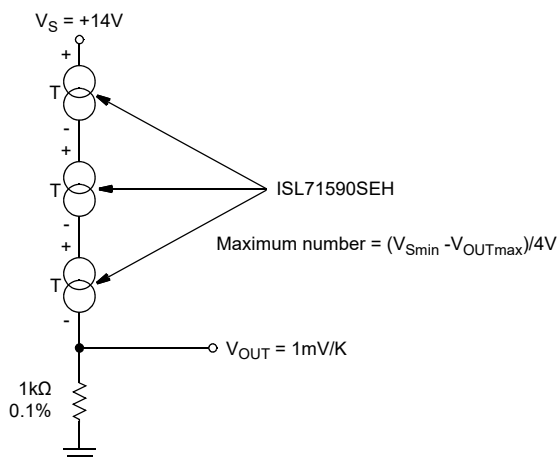 V_S = +14V
+
T
-
+
T
-
+
T
-
ISL71590SEH
Maximum number = (V_Smin -V_OUTmax)/4V
V_OUT = 1mV/K
1kΩ
0.1%